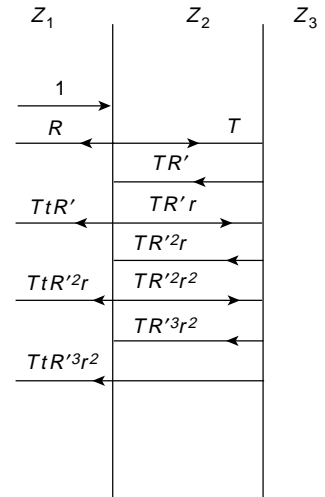 Z₁ Z₂ Z₃
1
R T
TR′
TtR′ TR′r
TR′²r
TtR′²r TR′²r²
TR′³r²
TtR′³r²